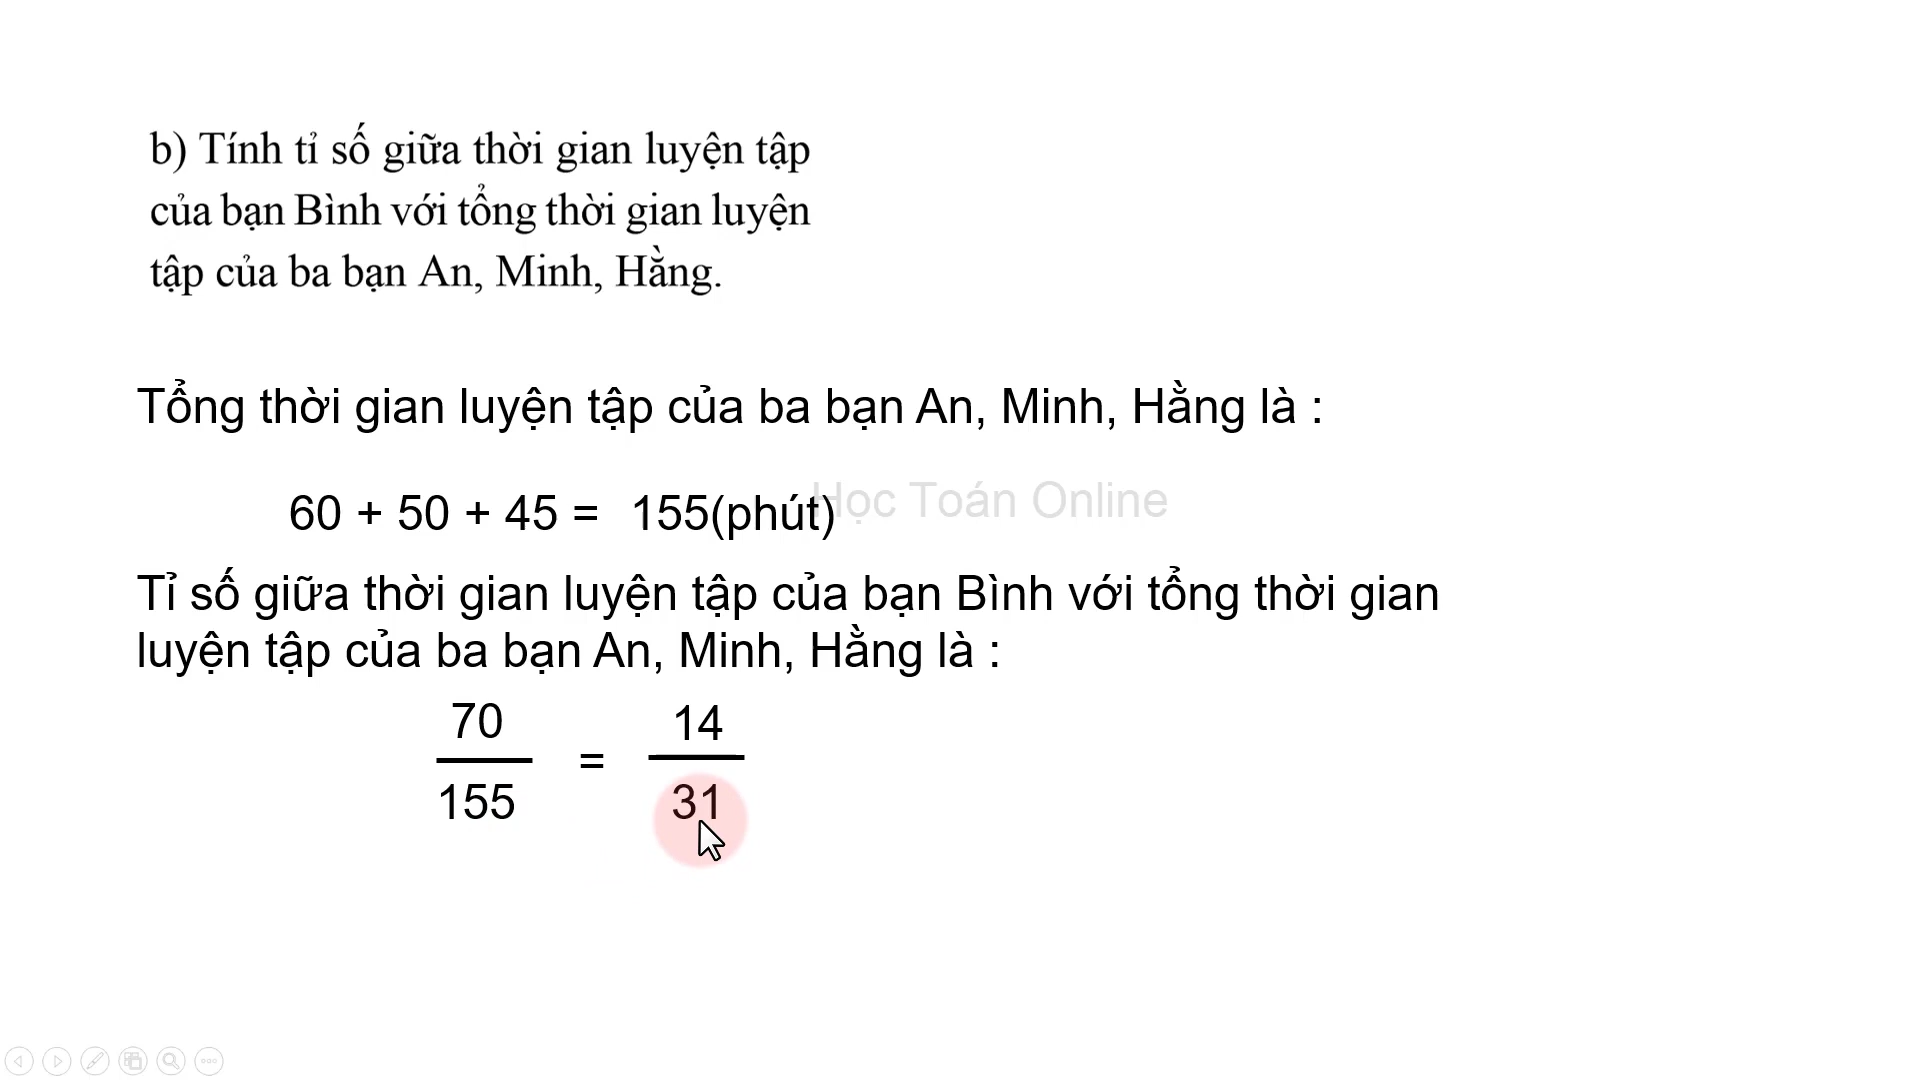 b) Tính tỉ số giữa thời gian luyện tập
của bạn Bình với tổng thời gian luyện
tập của ba bạn An, Minh, Hằng.
Tổng thời gian luyện tập của ba bạn An, Minh, Hằng là :
60 + 50 + 45 = 155(phút)
Học Toán Online
Tỉ số giữa thời gian luyện tập của bạn Bình với tổng thời gian
luyện tập của ba bạn An, Minh, Hằng là :
70 14
=
155 31